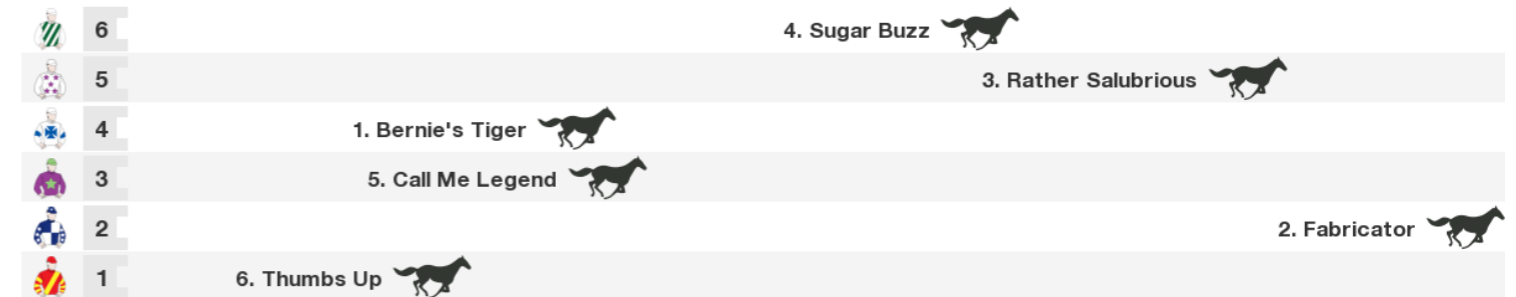 6 4. Sugar Buzz
5 3. Rather Salubrious
4 1. Bernie's Tiger
3 5. Call Me Legend
2 2. Fabricator
1 6. Thumbs Up